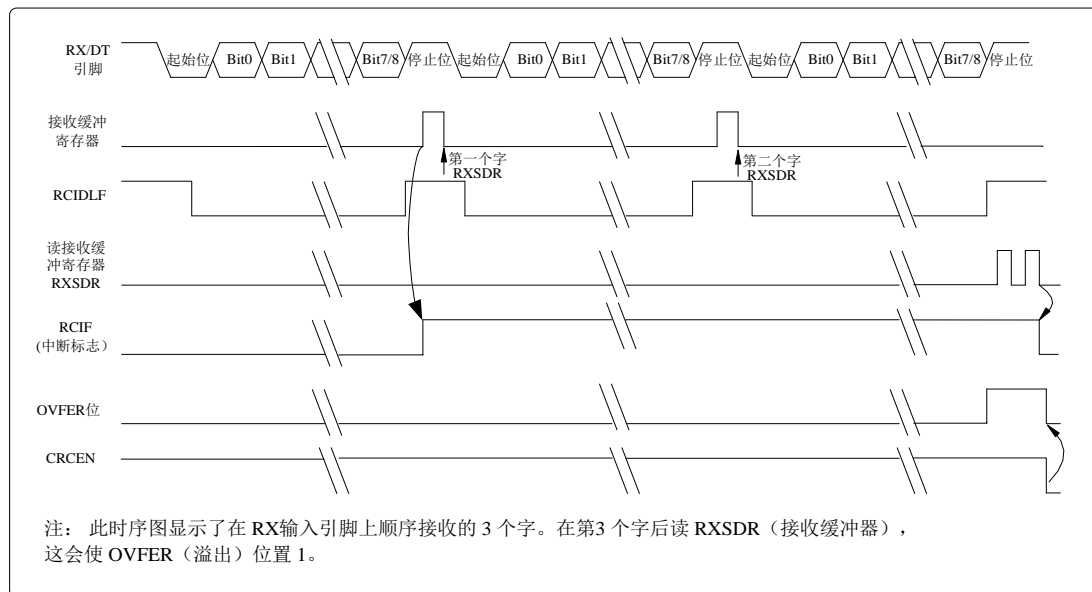 RX/DT
引脚
起始位 Bit0 Bit1 Bit7/8 停止位 起始位 Bit0 Bit1 Bit7/8 停止位 起始位 Bit0 Bit1 Bit7/8 停止位
接收缓冲
寄存器
第一个字
RXSDR
第二个字
RXSDR
RCIDLF
读接收缓
冲寄存器
RXSDR
RCIF
(中断标志）
OVFER位
CRCEN
注： 此时序图显示了在 RX输入引脚上顺序接收的 3 个字。在第3 个字后读 RXSDR（接收缓冲器），
这会使 OVFER（溢出）位置 1。